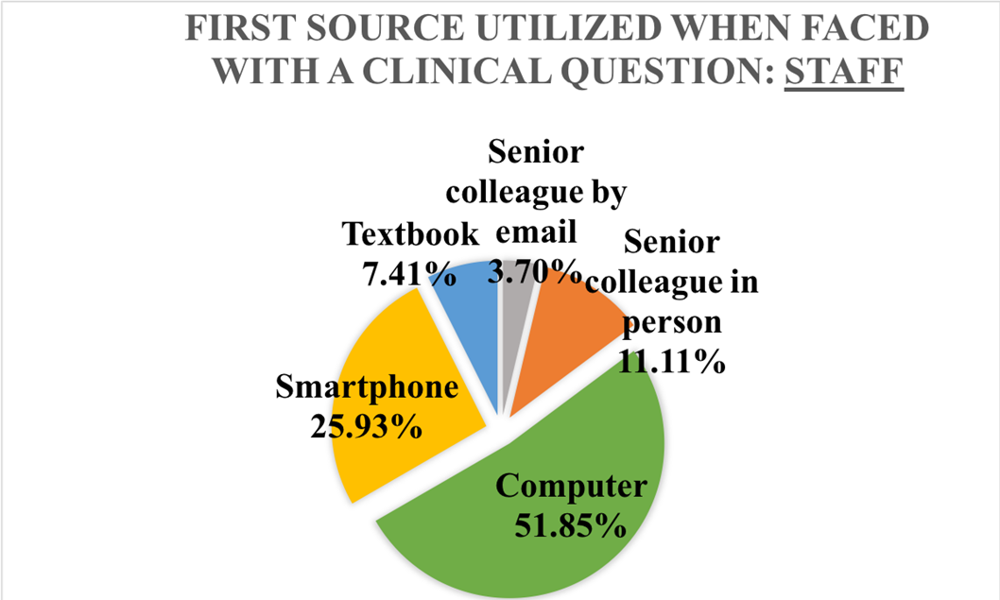 FIRST SOURCE UTILIZED WHEN FACED
WITH A CLINICAL QUESTION: STAFF
Senior
colleague by
email
3.70%
Textbook
7.41%
Senior
colleague in
person
11.11%
Smartphone
25.93%
Computer
51.85%